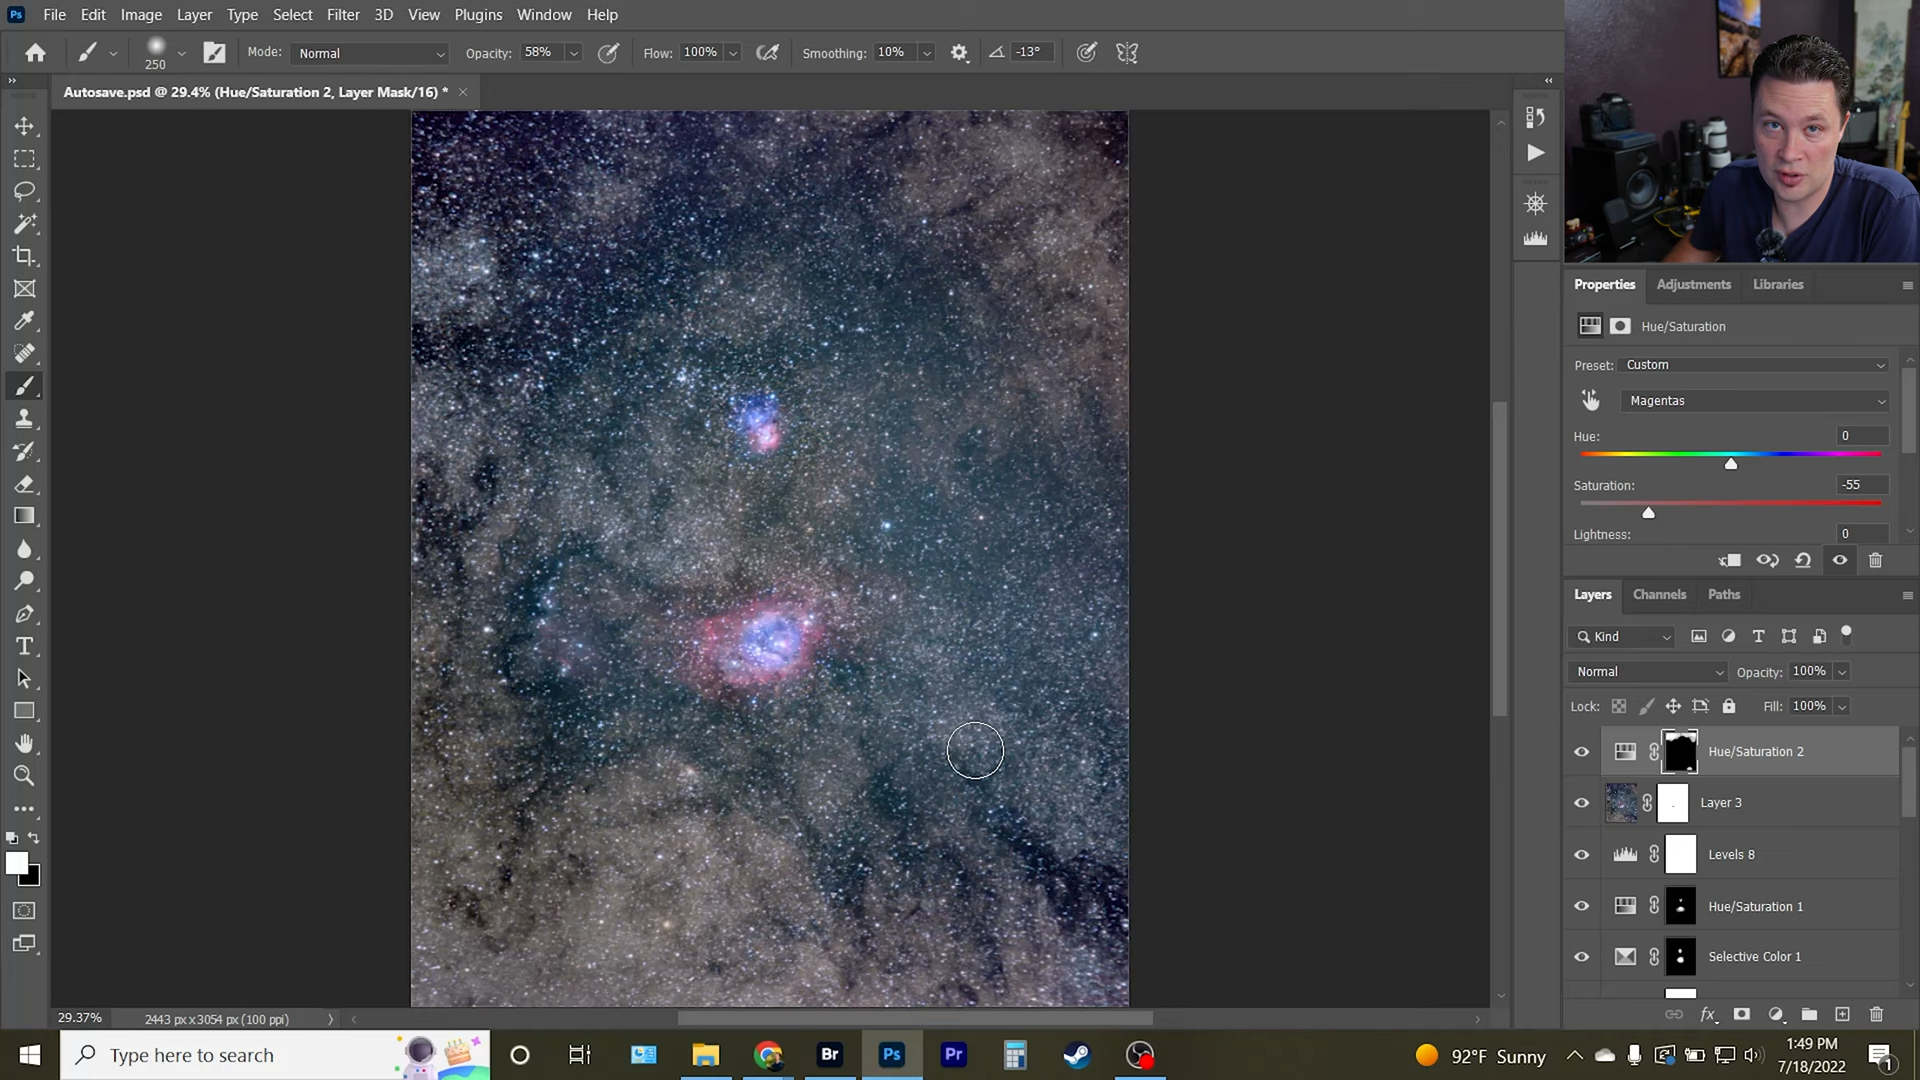 Ps File Edit Image Layer Type Select Filter 3D View Plugins Window Help
250 Mode: Normal Opacity: 58% Flow: 100% Smoothing: 10% -13°
Autosave.psd @ 29.4% (Hue/Saturation 2, Layer Mask/16) * ×
Properties Adjustments Libraries
Hue/Saturation
Preset: Custom
Magentas
Hue: 0
Saturation: -55
Lightness: 0
Layers Channels Paths
Kind
Normal Opacity: 100%
Lock: Fill: 100%
Hue/Saturation 2
Layer 3
Levels 8
Hue/Saturation 1
Selective Color 1
29.37% 2443 px x 3054 px (100 ppi)
Type here to search Br Ps Pr 92°F Sunny 1:49 PM
7/18/2022
1